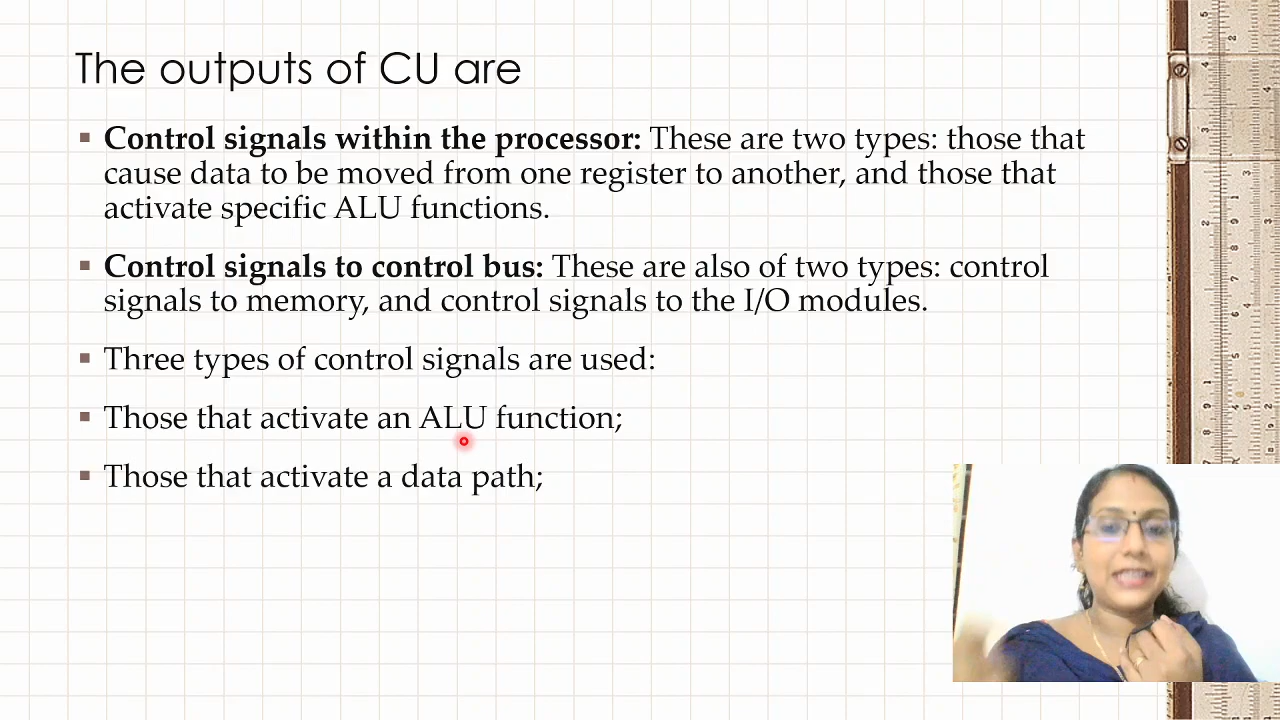 The outputs of CU are
▪ Control signals within the processor: These are two types: those that
cause data to be moved from one register to another, and those that
activate specific ALU functions.
▪ Control signals to control bus: These are also of two types: control
signals to memory, and control signals to the I/O modules.
▪ Three types of control signals are used:
▪ Those that activate an ALU function;
▪ Those that activate a data path;